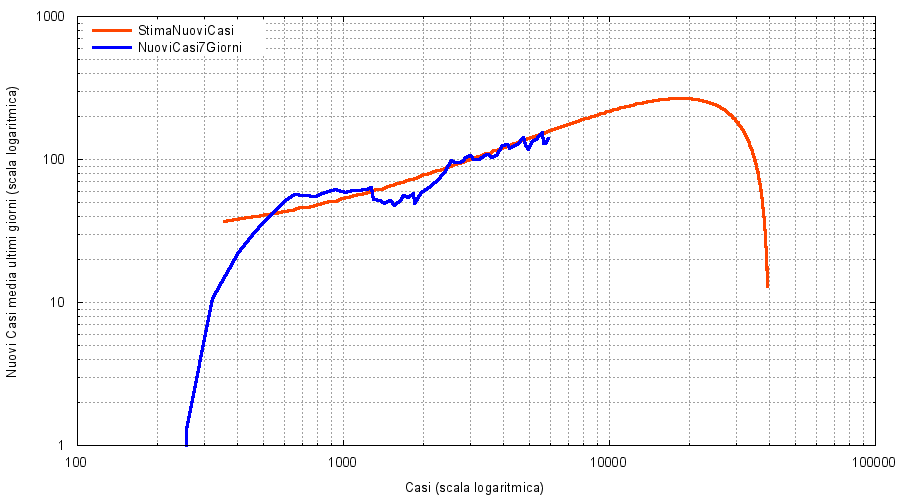 StimaNuoviCasi
NuoviCasi7Giorni
Nuovi Casi media ultimi giorni (scala logaritmica)
1000
100
10
1
100
1000
10000
100000
Casi (scala logaritmica)